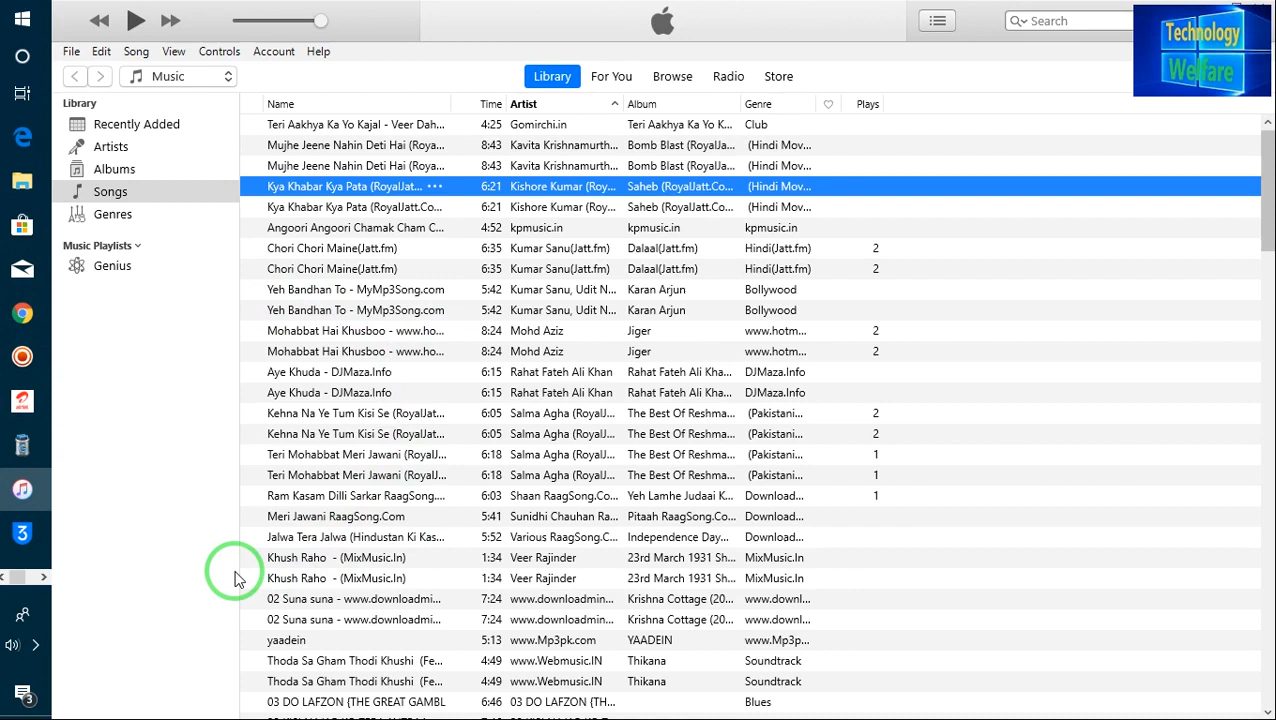 Search
Technology
Welfare
File Edit Song View Controls Account Help
Music
Library For You Browse Radio Store
Library
Recently Added
Artists
Albums
Songs
Genres
Music Playlists
Genius
Name Time Artist Album Genre Plays
Teri Aakhya Ka Yo Kajal - Veer Dah... 4:25 Gomirchi.in Teri Aakhya Ka Yo K... Club
Mujhe Jeene Nahin Deti Hai (Roya... 8:43 Kavita Krishnamurth... Bomb Blast (RoyalJa... (Hindi Mov...
Mujhe Jeene Nahin Deti Hai (Roya... 8:43 Kavita Krishnamurth... Bomb Blast (RoyalJa... (Hindi Mov...
Kya Khabar Kya Pata (RoyalJat... ••• 6:21 Kishore Kumar (Roy... Saheb (RoyalJatt.Co... (Hindi Mov...
Kya Khabar Kya Pata (RoyalJatt.Co... 6:21 Kishore Kumar (Roy... Saheb (RoyalJatt.Co... (Hindi Mov...
Angoori Angoori Chamak Cham C... 4:52 kpmusic.in kpmusic.in kpmusic.in
Chori Chori Maine(Jatt.fm) 6:35 Kumar Sanu(Jatt.fm) Dalaal(Jatt.fm) Hindi(Jatt.fm) 2
Chori Chori Maine(Jatt.fm) 6:35 Kumar Sanu(Jatt.fm) Dalaal(Jatt.fm) Hindi(Jatt.fm) 2
Yeh Bandhan To - MyMp3Song.com 5:42 Kumar Sanu, Udit N... Karan Arjun Bollywood
Yeh Bandhan To - MyMp3Song.com 5:42 Kumar Sanu, Udit N... Karan Arjun Bollywood
Mohabbat Hai Khusboo - www.ho... 8:24 Mohd Aziz Jiger www.hotm... 2
Mohabbat Hai Khusboo - www.ho... 8:24 Mohd Aziz Jiger www.hotm... 2
Aye Khuda - DJMaza.Info 6:15 Rahat Fateh Ali Khan Rahat Fateh Ali Kha... DJMaza.Info
Aye Khuda - DJMaza.Info 6:15 Rahat Fateh Ali Khan Rahat Fateh Ali Kha... DJMaza.Info
Kehna Na Ye Tum Kisi Se (RoyalJat... 6:05 Salma Agha (RoyalJ... The Best Of Reshma... (Pakistani... 2
Kehna Na Ye Tum Kisi Se (RoyalJat... 6:05 Salma Agha (RoyalJ... The Best Of Reshma... (Pakistani... 2
Teri Mohabbat Meri Jawani (RoyalJ... 6:18 Salma Agha (RoyalJ... The Best Of Reshma... (Pakistani... 1
Teri Mohabbat Meri Jawani (RoyalJ... 6:18 Salma Agha (RoyalJ... The Best Of Reshma... (Pakistani... 1
Ram Kasam Dilli Sarkar RaagSong.... 6:03 Shaan RaagSong.Co... Yeh Lamhe Judaai K... Download... 1
Meri Jawani RaagSong.Com 5:41 Sunidhi Chauhan Ra... Pitaah RaagSong.C... Download...
Jalwa Tera Jalwa (Hindustan Ki Kas... 5:52 Various RaagSong.C... Independence Day... Download...
Khush Raho - (MixMusic.In) 1:34 Veer Rajinder 23rd March 1931 Sh... MixMusic.In
Khush Raho - (MixMusic.In) 1:34 Veer Rajinder 23rd March 1931 Sh... MixMusic.In
02 Suna suna - www.downloadmi... 7:24 www.downloadmin... Krishna Cottage (20... www.downl...
02 Suna suna - www.downloadmi... 7:24 www.downloadmin... Krishna Cottage (20... www.downl...
yaadein 5:13 www.Mp3pk.com YAADEIN www.Mp3p...
Thoda Sa Gham Thodi Khushi (Fe... 4:49 www.Webmusic.IN Thikana Soundtrack
Thoda Sa Gham Thodi Khushi (Fe... 4:49 www.Webmusic.IN Thikana Soundtrack
03 DO LAFZON {THE GREAT GAMBL 6:46 www.downloadmin... 03 DO LAFZON {TH... Blues
3
3